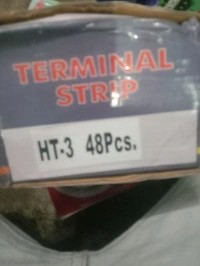 TERMINAL
STRIP
HT-3 48Pcs.